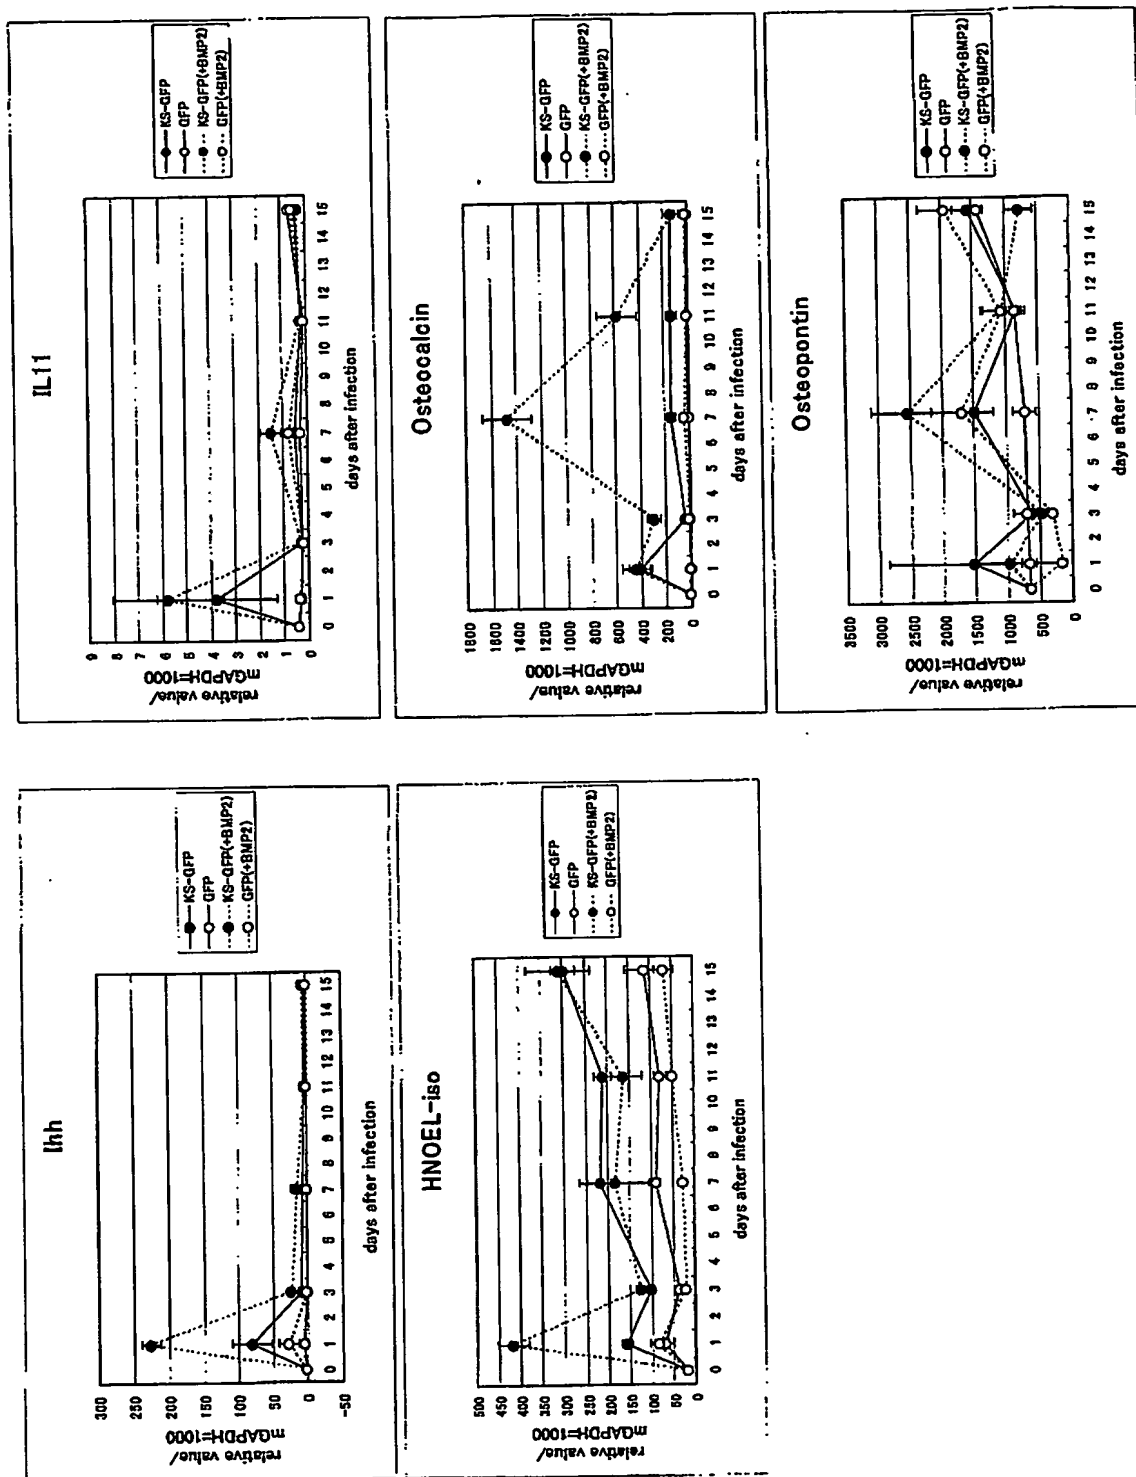 Ihh
relative value/
mGAPDH=1000
300
250
200
150
100
50
0
-50
0 1 2 3 4 5 6 7 8 9 10 11 12 13 14 15
days after infection
KS-GFP
GFP
KS-GFP(+BMP2)
GFP(+BMP2)
IL11
relative value/
mGAPDH=1000
9
8
7
6
5
4
3
2
1
0
0 1 2 3 4 5 6 7 8 9 10 11 12 13 14 15
days after infection
KS-GFP
GFP
KS-GFP(+BMP2)
GFP(+BMP2)
HNOEL-iso
relative value/
mGAPDH=1000
500
450
400
350
300
250
200
150
100
50
0
0 1 2 3 4 5 6 7 8 9 10 11 12 13 14 15
days after infection
KS-GFP
GFP
KS-GFP(+BMP2)
GFP(+BMP2)
Osteocalcin
relative value/
mGAPDH=1000
1800
1600
1400
1200
1000
800
600
400
200
0
0 1 2 3 4 5 6 7 8 9 10 11 12 13 14 15
days after infection
KS-GFP
GFP
KS-GFP(+BMP2)
GFP(+BMP2)
Osteopontin
relative value/
mGAPDH=1000
3500
3000
2500
2000
1500
1000
500
0
0 1 2 3 4 5 6 7 8 9 10 11 12 13 14 15
days after infection
KS-GFP
GFP
KS-GFP(+BMP2)
GFP(+BMP2)